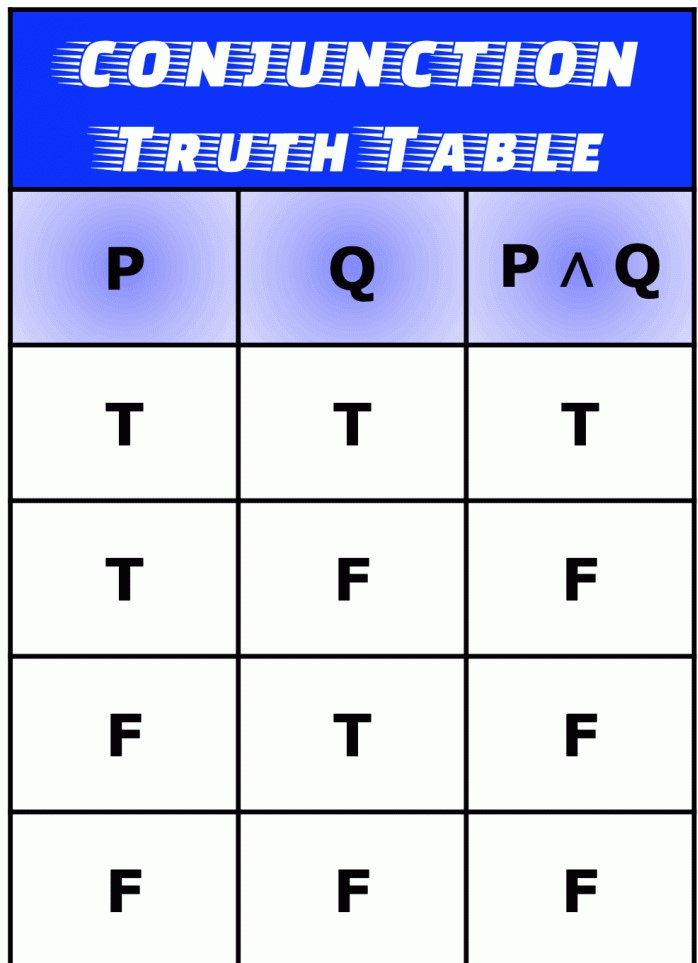 CONJUNCTION
TRUTH TABLE
P Q P ∧ Q
T T T
T F F
F T F
F F F